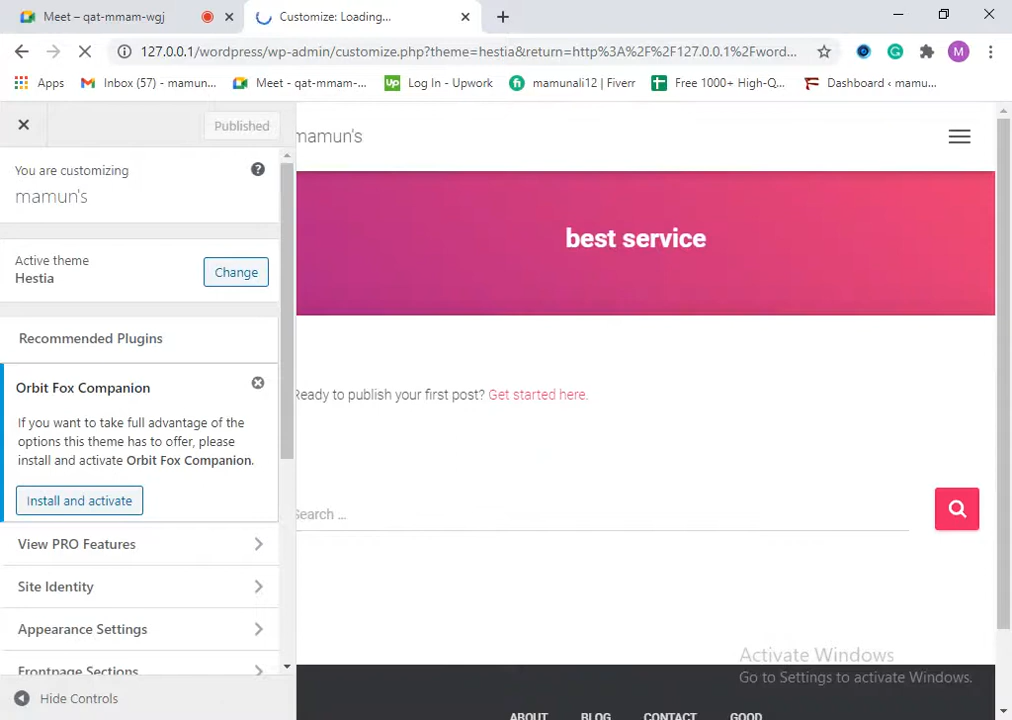 Meet – qat-mmam-wgj
Customize: Loading...
127.0.0.1/wordpress/wp-admin/customize.php?theme=hestia&return=http%3A%2F%2F127.0.0.1%2Fword...
M
Apps
Inbox (57) - mamun...
Meet - qat-mmam-...
Up
Log In - Upwork
fi
mamunali12 | Fiverr
Free 1000+ High-Q...
Dashboard ‹ mamu...
Published
You are customizing
mamun's
Active theme
Hestia
Change
Recommended Plugins
Orbit Fox Companion
If you want to take full advantage of the
options this theme has to offer, please
install and activate Orbit Fox Companion.
Install and activate
View PRO Features
Site Identity
Appearance Settings
Frontpage Sections
Hide Controls
mamun's
best service
Ready to publish your first post? Get started here.
Search ...
Activate Windows
Go to Settings to activate Windows.
ABOUT
BLOG
CONTACT
GOOD